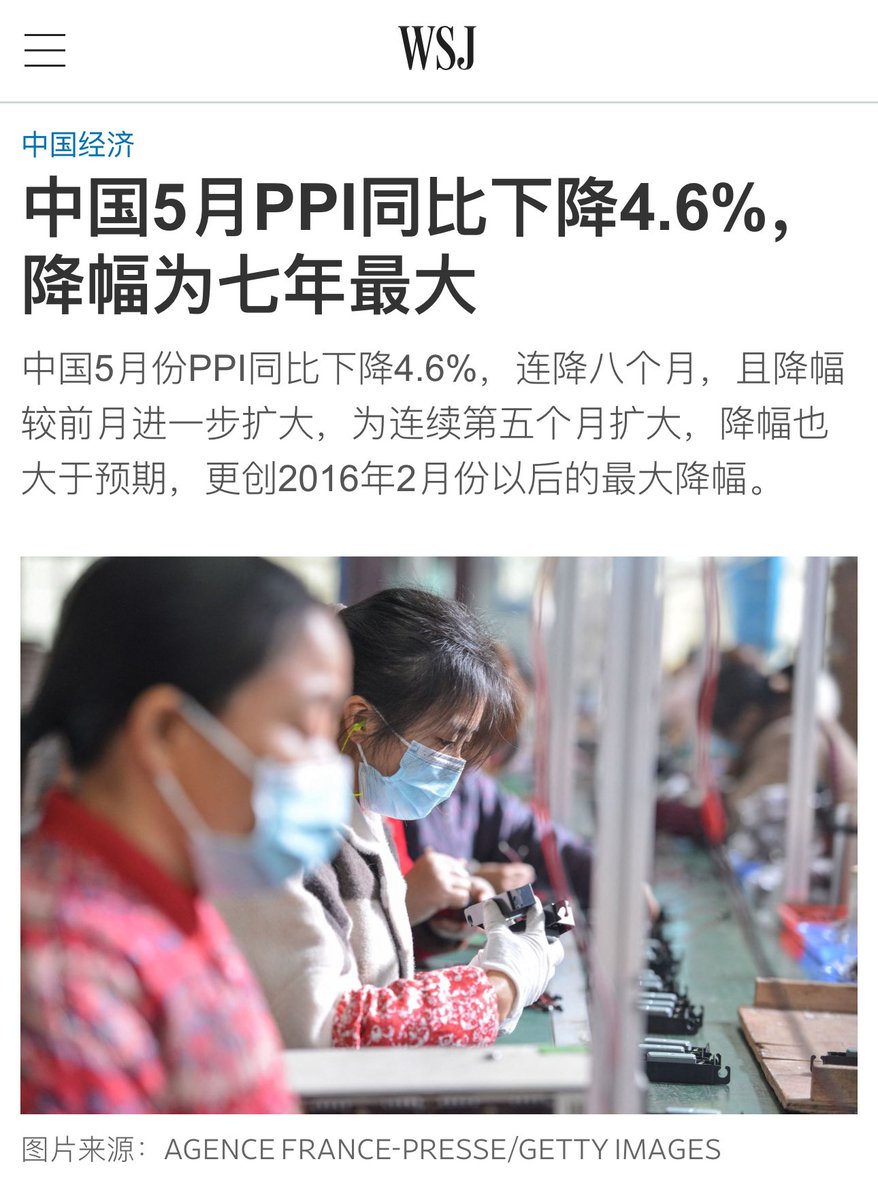 WSJ
中国经济
中国5月PPI同比下降4.6%，
降幅为七年最大
中国5月份PPI同比下降4.6%，连降八个月，且降幅
较前月进一步扩大，为连续第五个月扩大，降幅也
大于预期，更创2016年2月份以后的最大降幅。
图片来源：AGENCE FRANCE-PRESSE/GETTY IMAGES